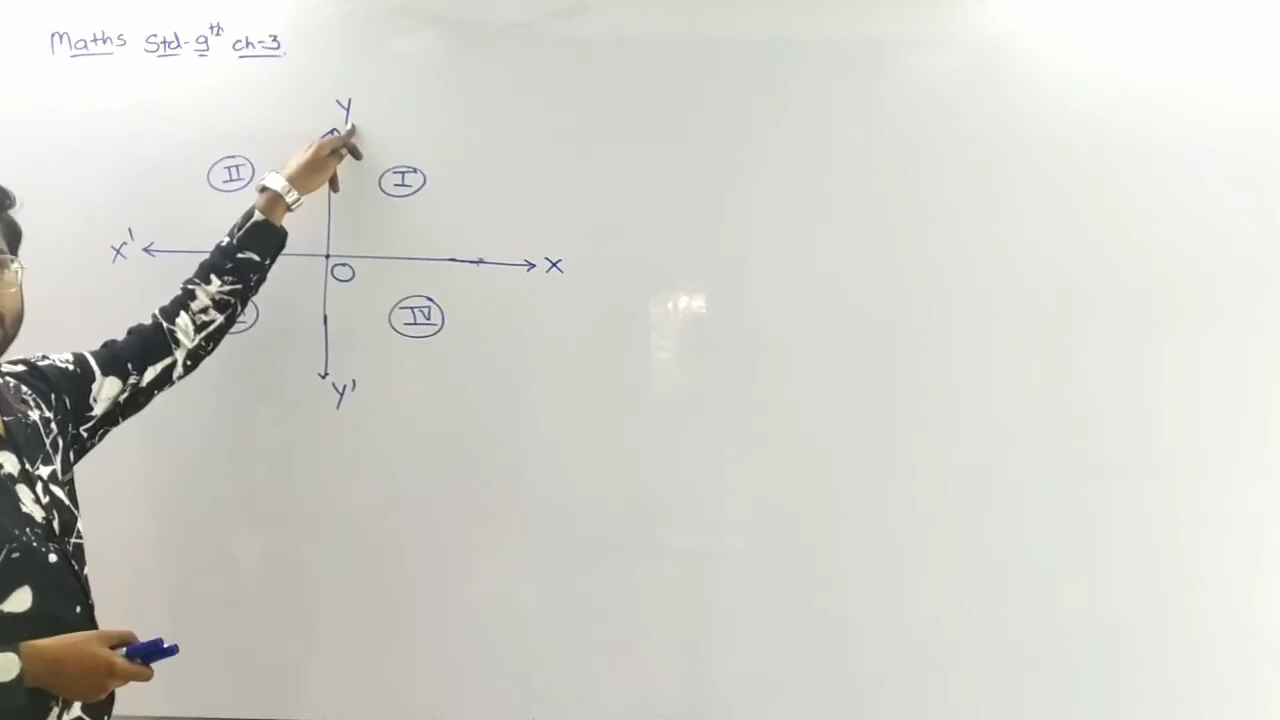 Maths Std-9th ch-3.
Y
II I
X' X
O
IV
Y'